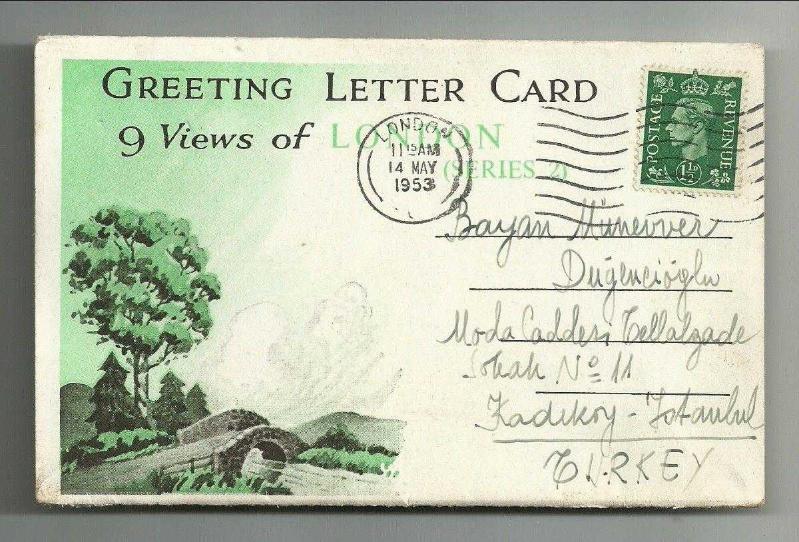 GREETING LETTER CARD
9 Views of LONDON
(SERIES 2)
LONDON
11 15 AM
14 MAY
1953
POSTAGE
REVENUE
1½D
Bayan Münevver
Düğencioğlu
Moda Caddesi Tellalzade
Sokak Nº 11
Kadıköy - İstanbul
TURKEY